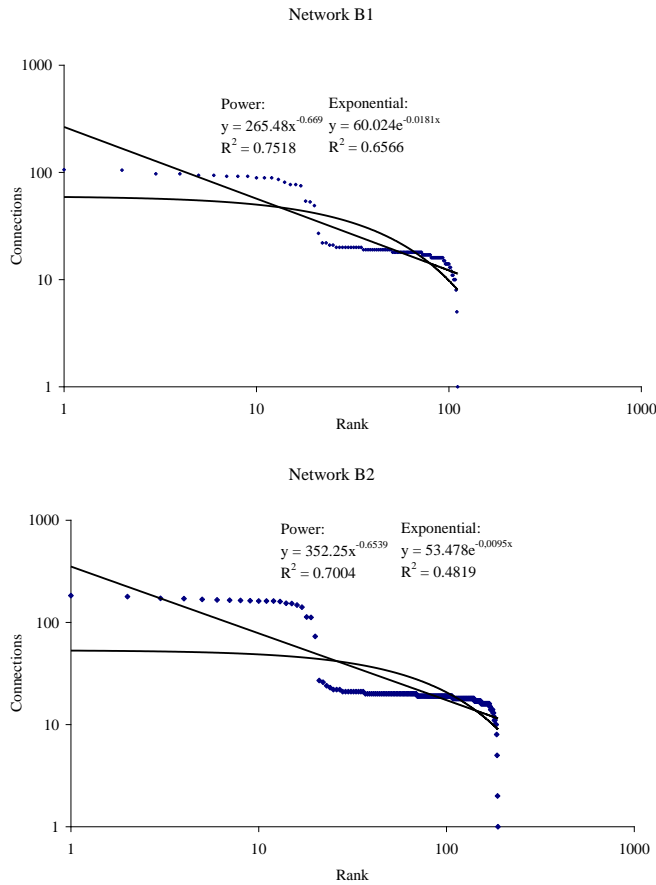 Network B1
1000
100
10
1
Connections
Power: Exponential:
y = 265.48x^-0.669 y = 60.024e^-0.0181x
R^2 = 0.7518 R^2 = 0.6566
1 10 100 1000
Rank
Network B2
1000
100
10
1
Connections
Power: Exponential:
y = 352.25x^-0.6539 y = 53.478e^-0.0095x
R^2 = 0.7004 R^2 = 0.4819
1 10 100 1000
Rank